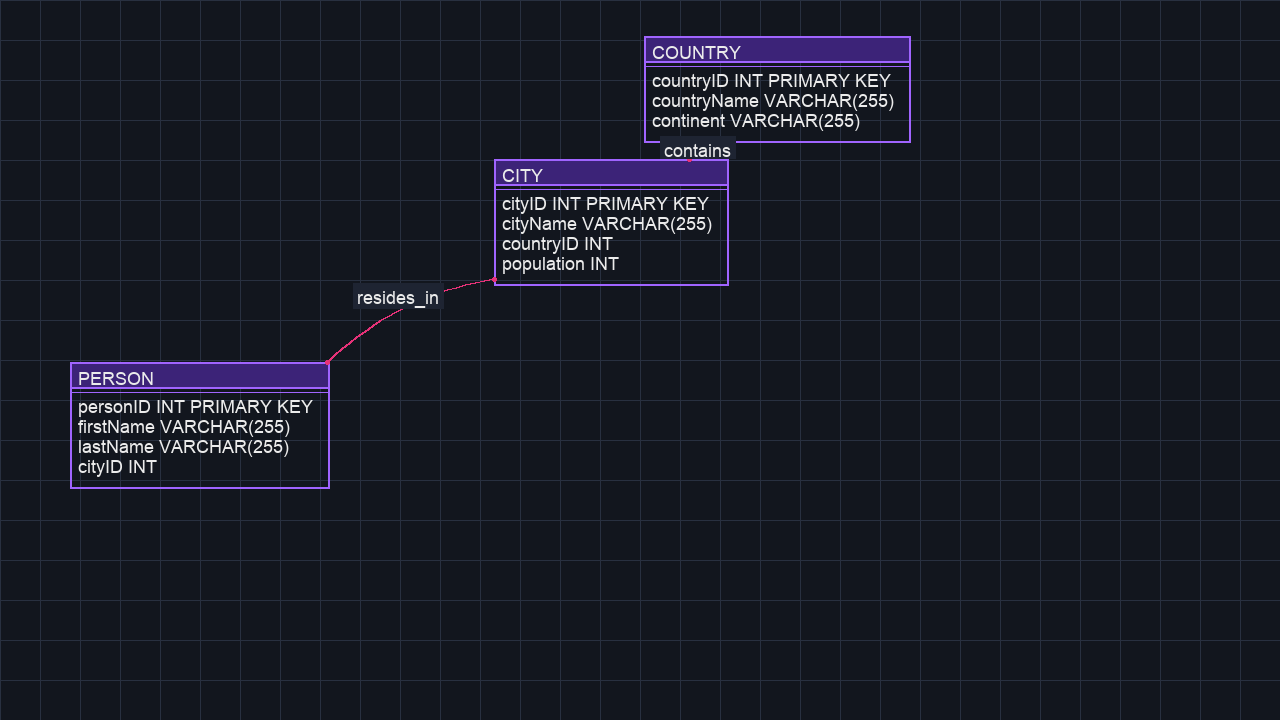 COUNTRY
countryID INT PRIMARY KEY
countryName VARCHAR(255)
continent VARCHAR(255)
contains
CITY
cityID INT PRIMARY KEY
cityName VARCHAR(255)
countryID INT
population INT
resides_in
PERSON
personID INT PRIMARY KEY
firstName VARCHAR(255)
lastName VARCHAR(255)
cityID INT